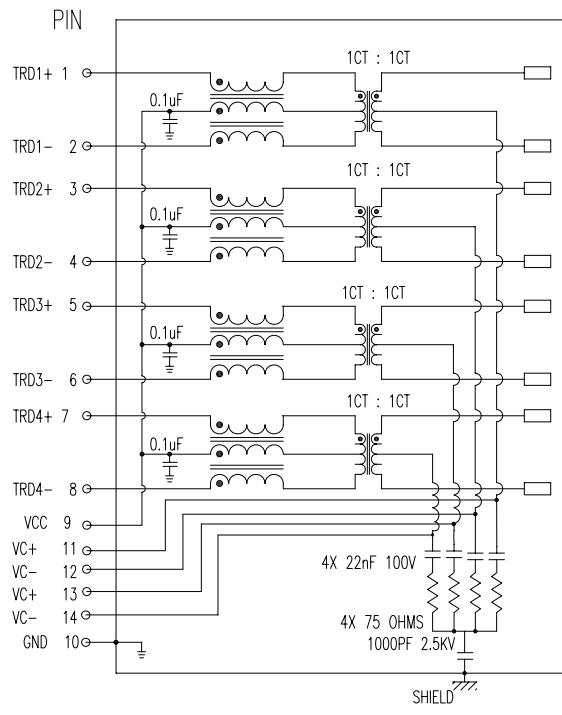 PIN
1CT : 1CT
TRD1+ 1
0.1uF
TRD1- 2
1CT : 1CT
TRD2+ 3
0.1uF
TRD2- 4
1CT : 1CT
TRD3+ 5
0.1uF
TRD3- 6
1CT : 1CT
TRD4+ 7
0.1uF
TRD4- 8
VCC 9
VC+ 11
VC- 12
4X 22nF 100V
VC+ 13
VC- 14
4X 75 OHMS
GND 10
1000PF 2.5KV
SHIELD